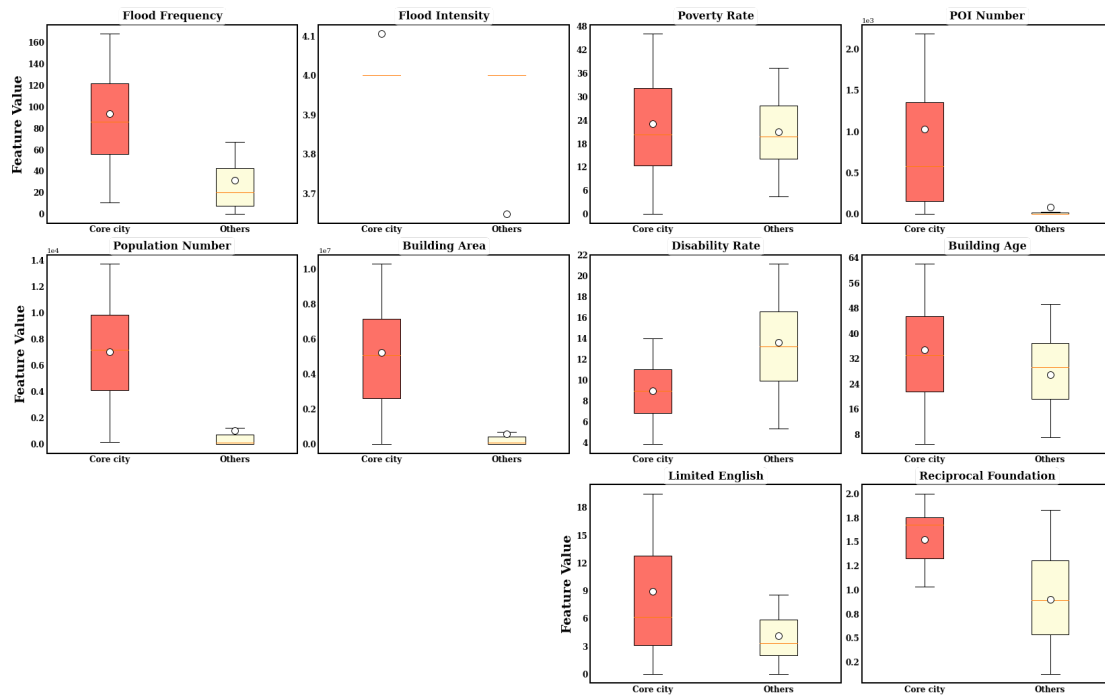 Flood Frequency
Flood Intensity
Poverty Rate
POI Number
Feature Value
160
140
120
100
80
60
40
20
0
Core city
Others
4.1
4.0
3.9
3.8
3.7
Core city
Others
48
42
36
30
24
18
12
6
0
Core city
Others
1e3
2.0
1.5
1.0
0.5
0.0
Core city
Others
Population Number
Building Area
Disability Rate
Building Age
Feature Value
1e4
1.4
1.2
1.0
0.8
0.6
0.4
0.2
0.0
Core city
Others
1e7
1.0
0.8
0.6
0.4
0.2
0.0
Core city
Others
22
20
18
16
14
12
10
8
6
4
Core city
Others
64
56
48
40
32
24
16
8
Core city
Others
Limited English
Reciprocal Foundation
Feature Value
18
15
12
9
6
3
0
Core city
Others
2.0
1.8
1.5
1.2
1.0
0.8
0.5
0.2
Core city
Others